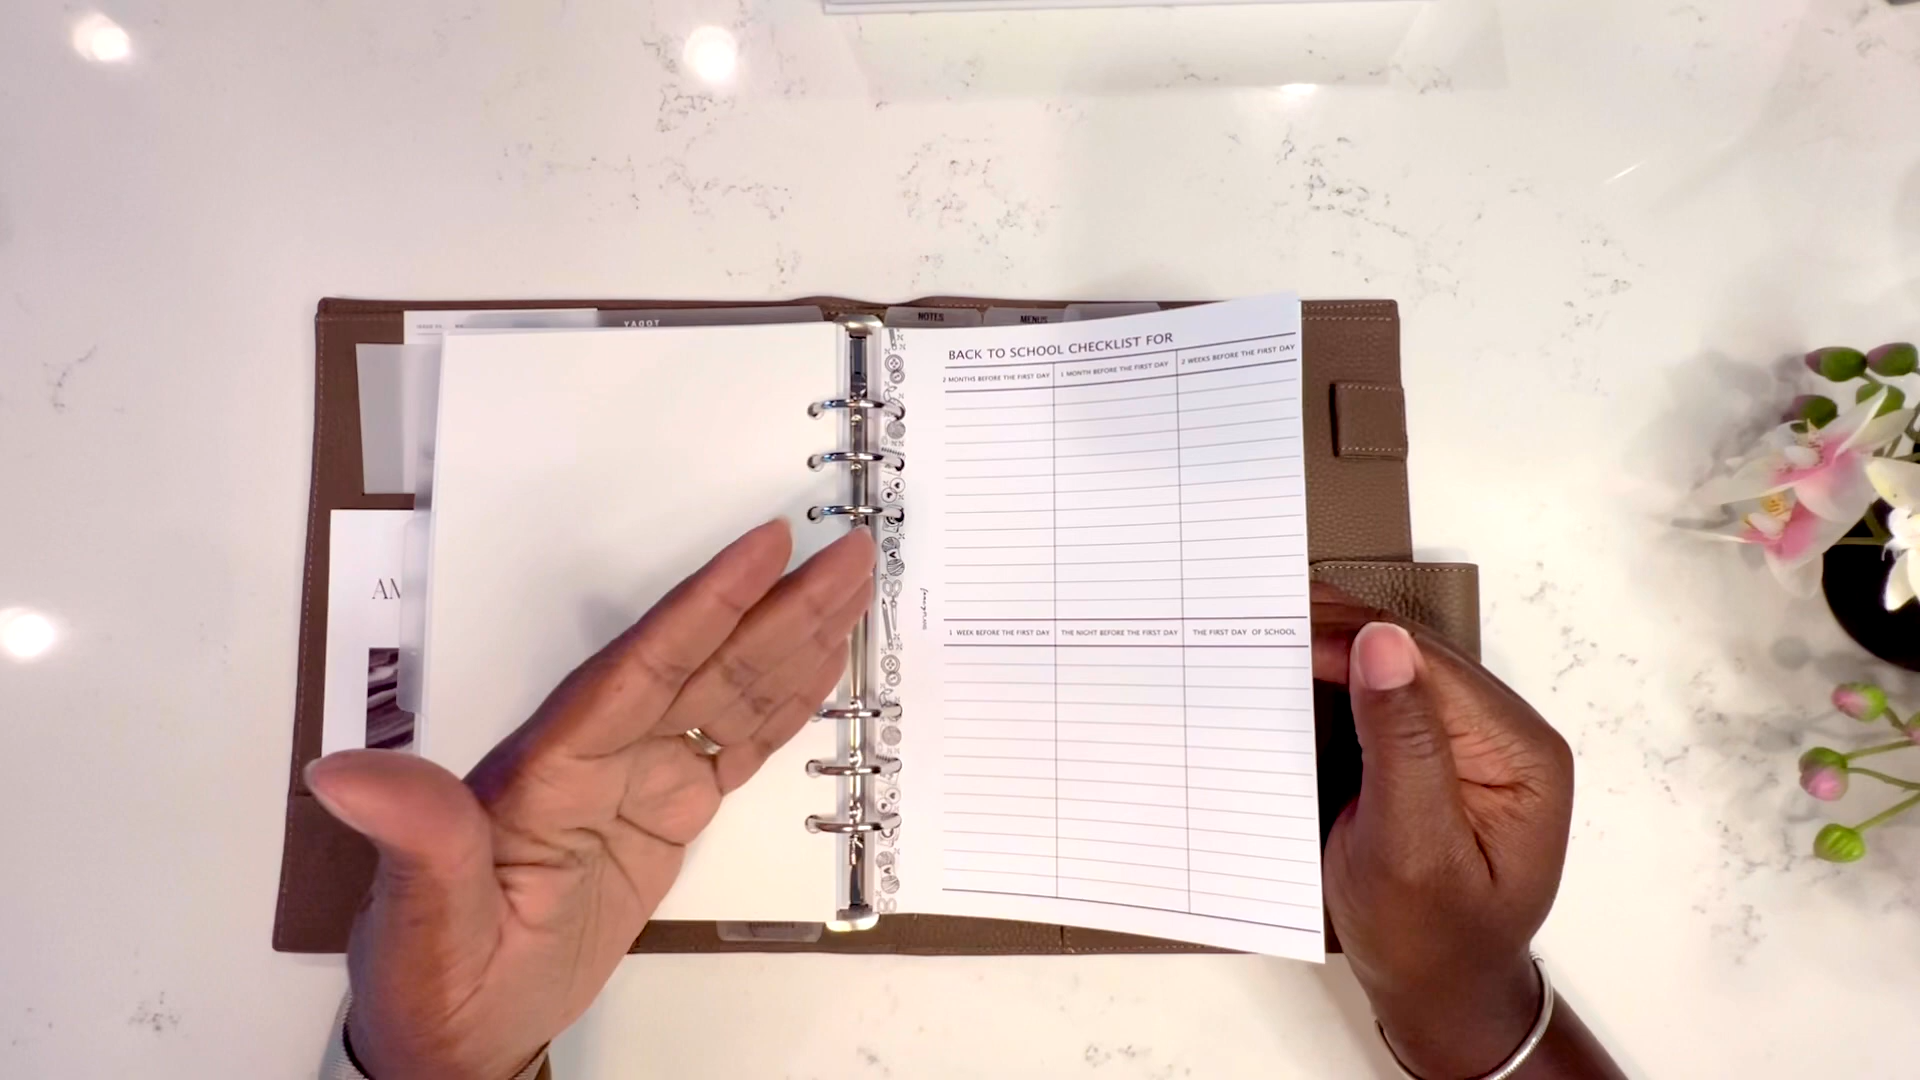 TODAY
NOTES
MENUS
BACK TO SCHOOL CHECKLIST FOR
2 MONTHS BEFORE THE FIRST DAY
1 MONTH BEFORE THE FIRST DAY
2 WEEKS BEFORE THE FIRST DAY
AM
1 WEEK BEFORE THE FIRST DAY
THE NIGHT BEFORE THE FIRST DAY
THE FIRST DAY OF SCHOOL